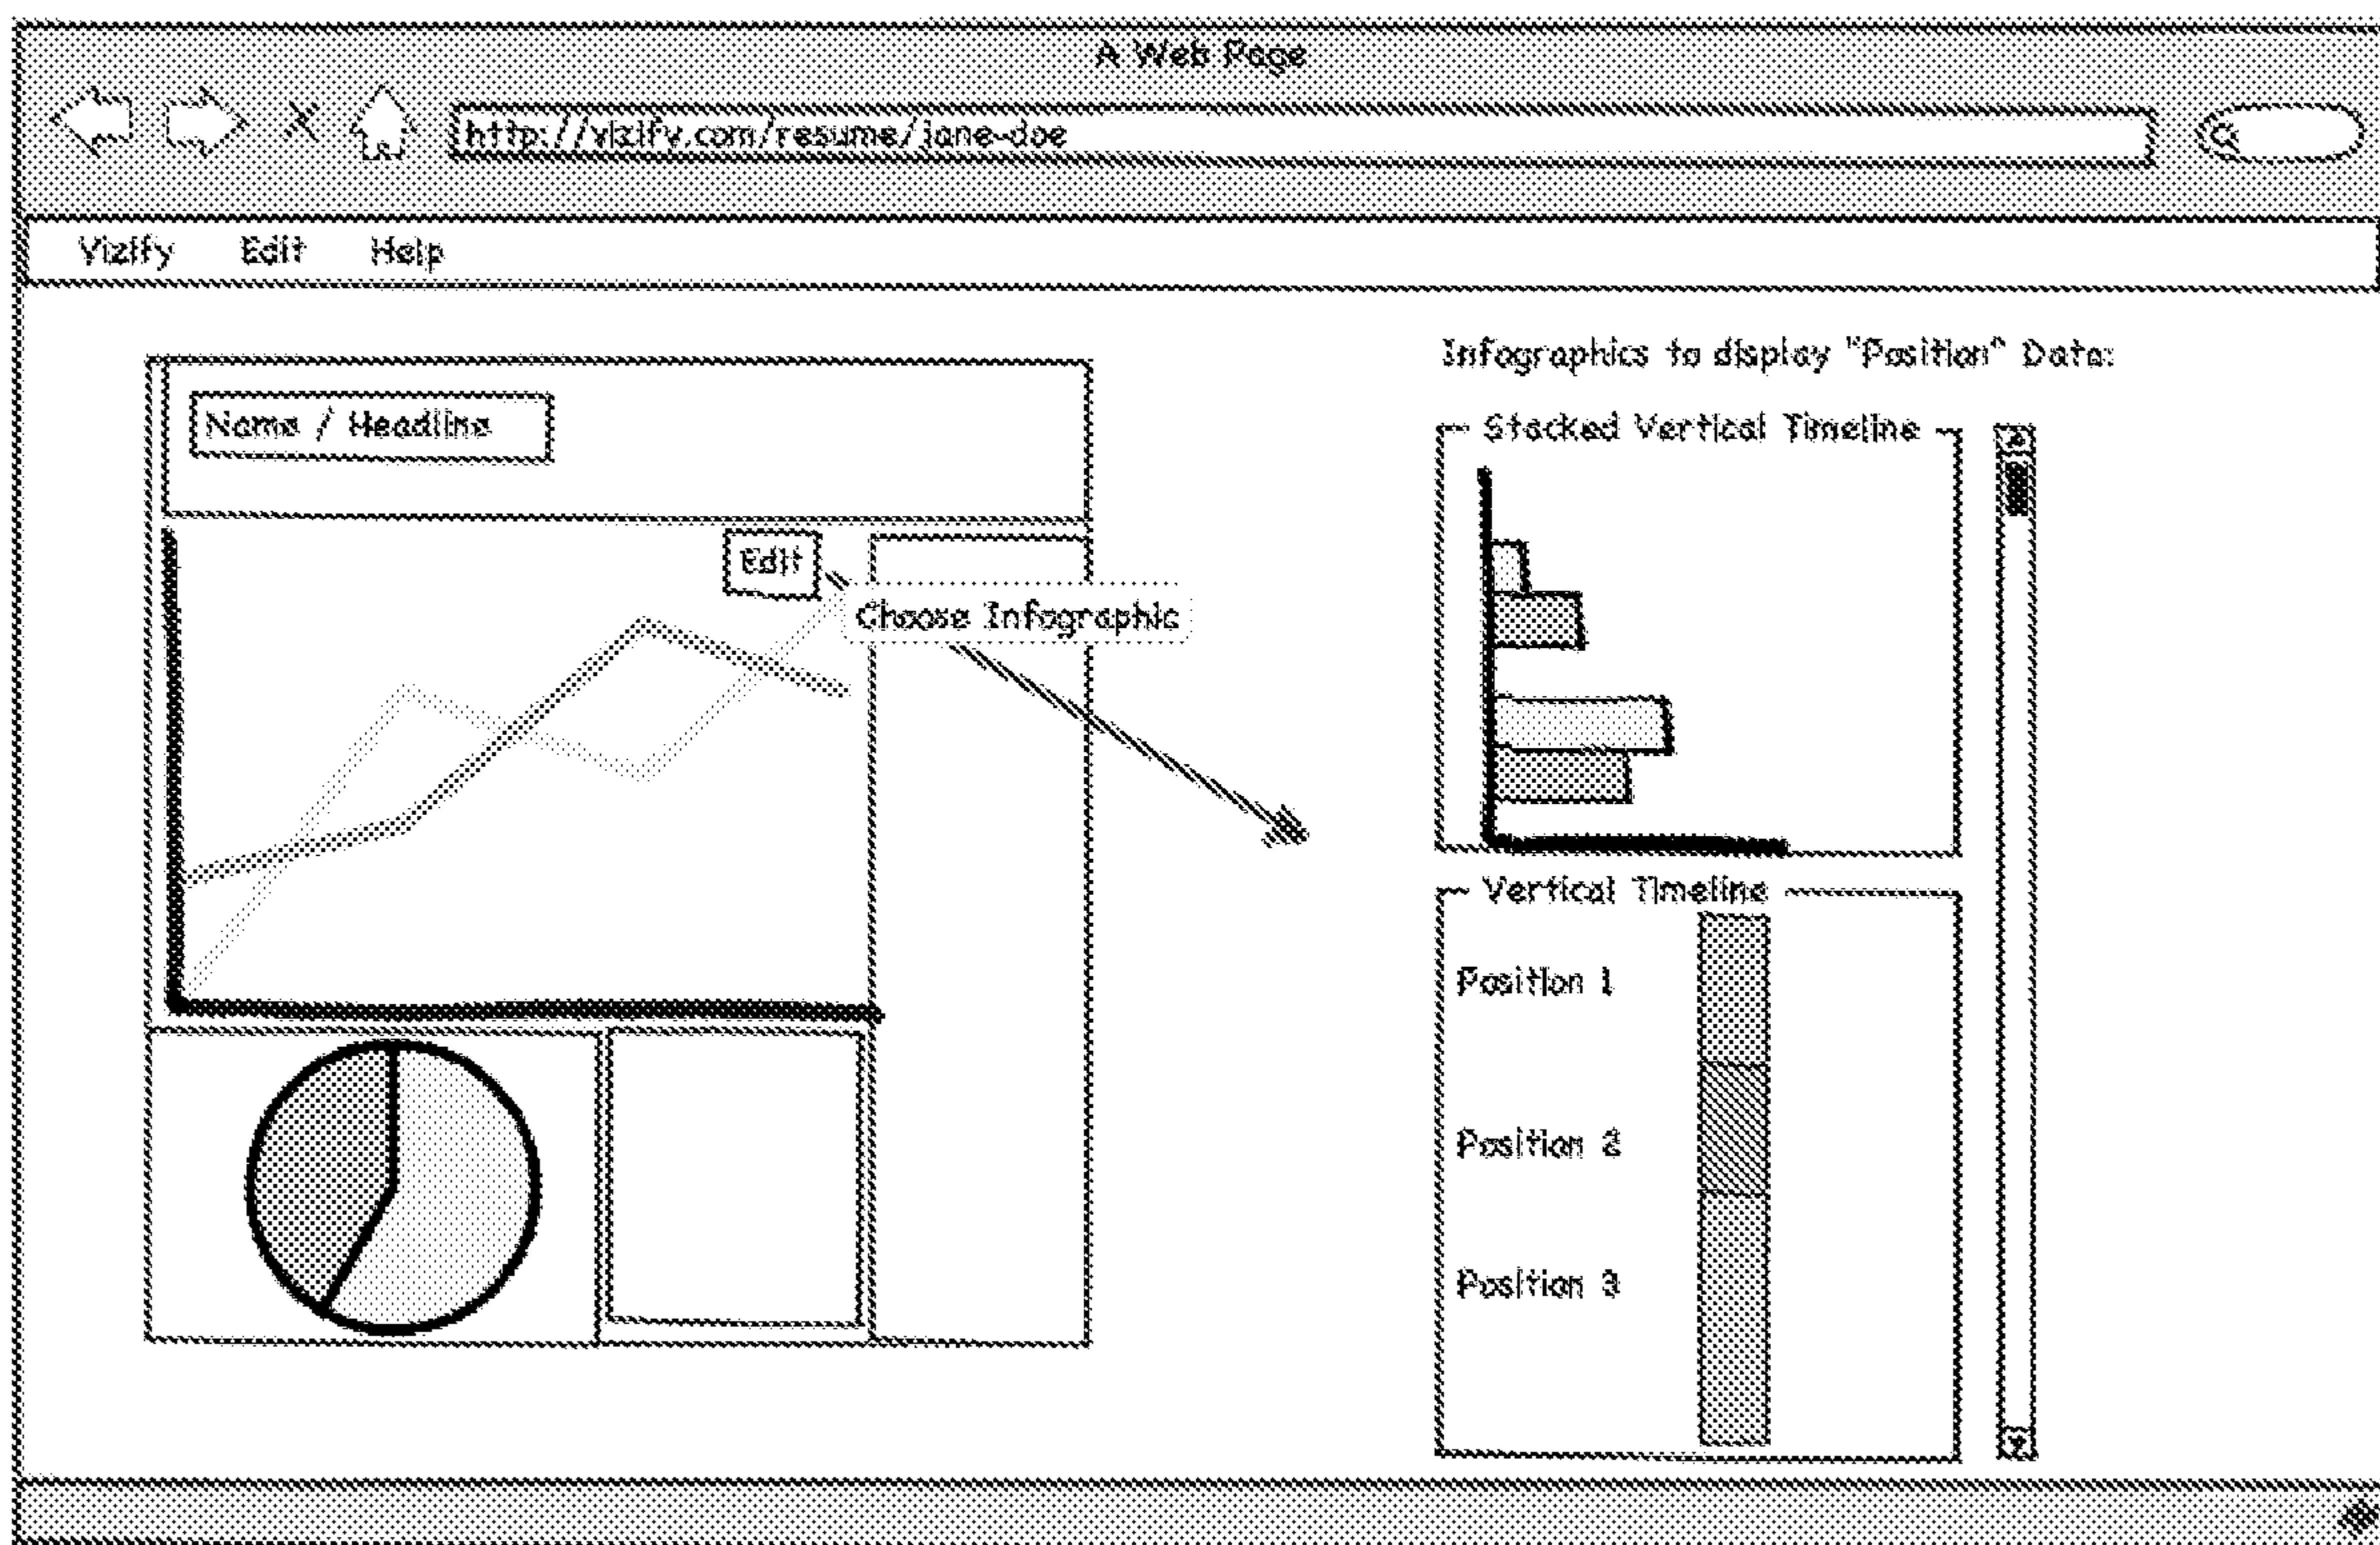 A Web Page
http://vizify.com/resume/jane-doe
Vizify Edit Help
Infographics to display "Position" Data:
Name / Headline
Edit
Choose Infographic
Stacked Vertical Timeline
Vertical Timeline
Position 1
Position 2
Position 3